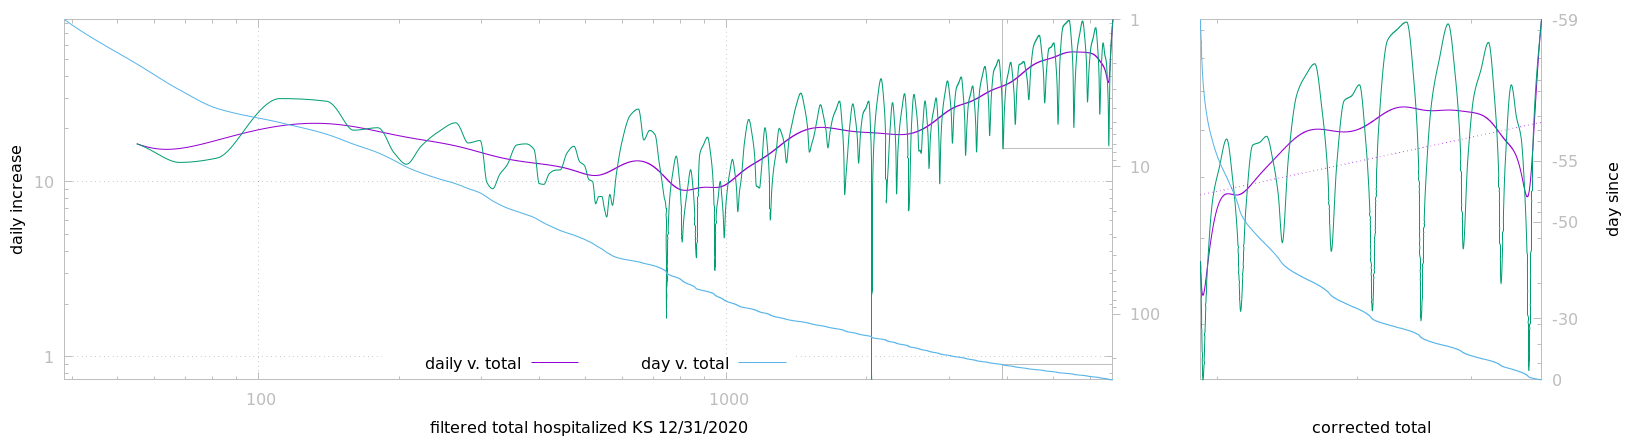 daily increase
10
1
100
1000
1
10
100
daily v. total
day v. total
filtered total hospitalized KS 12/31/2020
-59
-55
-50
-30
0
day since
corrected total